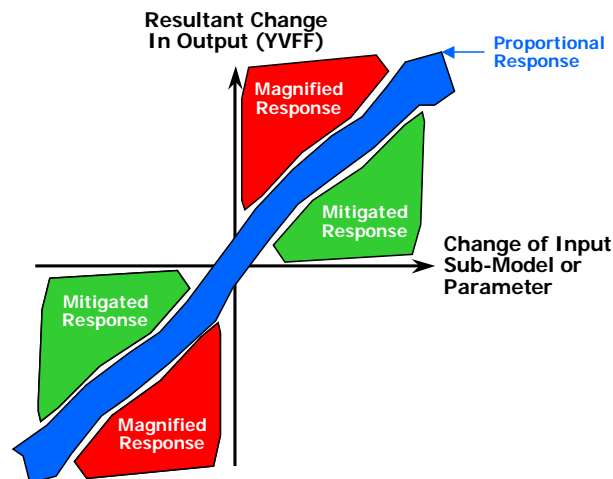 Resultant Change
In Output (YVFF)
Proportional
Response
Magnified
Response
Mitigated
Response
Change of Input
Sub-Model or
Parameter
Mitigated
Response
Magnified
Response